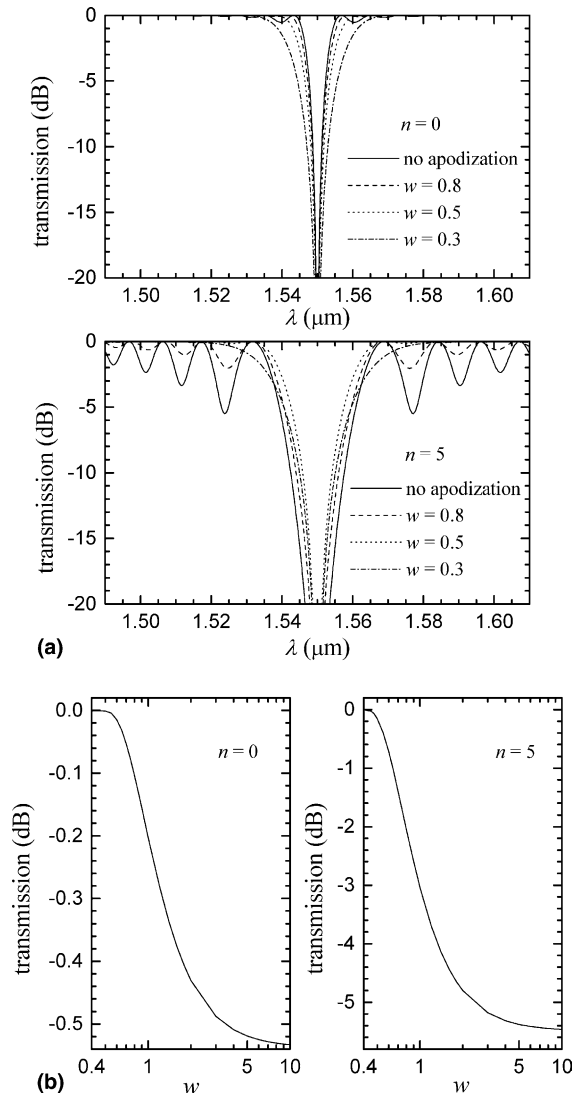 0
-5
-10
-15
-20
transmission (dB)
n = 0
no apodization
w = 0.8
w = 0.5
w = 0.3
1.50 1.52 1.54 1.56 1.58 1.60
λ (μm)
0
-5
-10
-15
-20
transmission (dB)
n = 5
no apodization
w = 0.8
w = 0.5
w = 0.3
1.50 1.52 1.54 1.56 1.58 1.60
λ (μm)
(a)
0.0
-0.1
-0.2
-0.3
-0.4
-0.5
transmission (dB)
n = 0
0.4 1 10
w
0
-1
-2
-3
-4
-5
transmission (dB)
n = 5
0.4 1 10
w
(b)